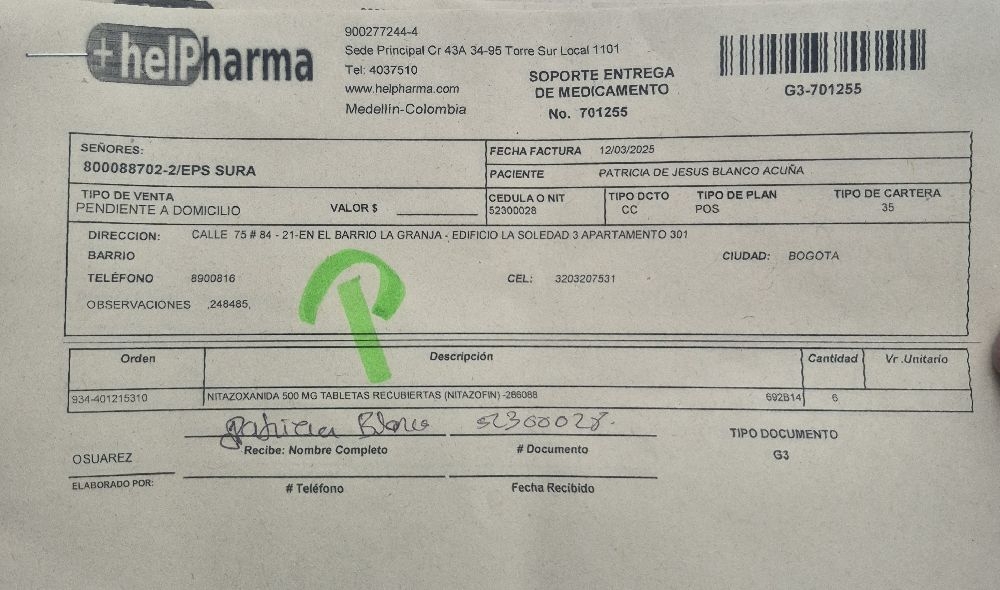 +helPharma
900277244-4
Sede Principal Cr 43A 34-95 Torre Sur Local 1101
Tel: 4037510
www.helpharma.com
Medellín-Colombia
SOPORTE ENTREGA
DE MEDICAMENTO
No. 701255
G3-701255
SEÑORES:
800088702-2/EPS SURA
FECHA FACTURA 12/03/2025
PACIENTE PATRICIA DE JESUS BLANCO ACUÑA
TIPO DE VENTA
PENDIENTE A DOMICILIO VALOR $
CEDULA O NIT TIPO DCTO TIPO DE PLAN TIPO DE CARTERA
52300028 CC POS 35
DIRECCION: CALLE 75 # 84 - 21-EN EL BARRIO LA GRANJA - EDIFICIO LA SOLEDAD 3 APARTAMENTO 301
BARRIO CIUDAD: BOGOTA
TELÉFONO 8900816 CEL: 3203207531
OBSERVACIONES ,248485,
P
Orden Descripción Cantidad Vr .Unitario
934-401215310 NITAZOXANIDA 500 MG TABLETAS RECUBIERTAS (NITAZOFIN) -286088 692B14 6
Patricia Blanco 52300028.
Recibe: Nombre Completo # Documento
TIPO DOCUMENTO
G3
OSUAREZ
ELABORADO POR:
# Teléfono Fecha Recibido